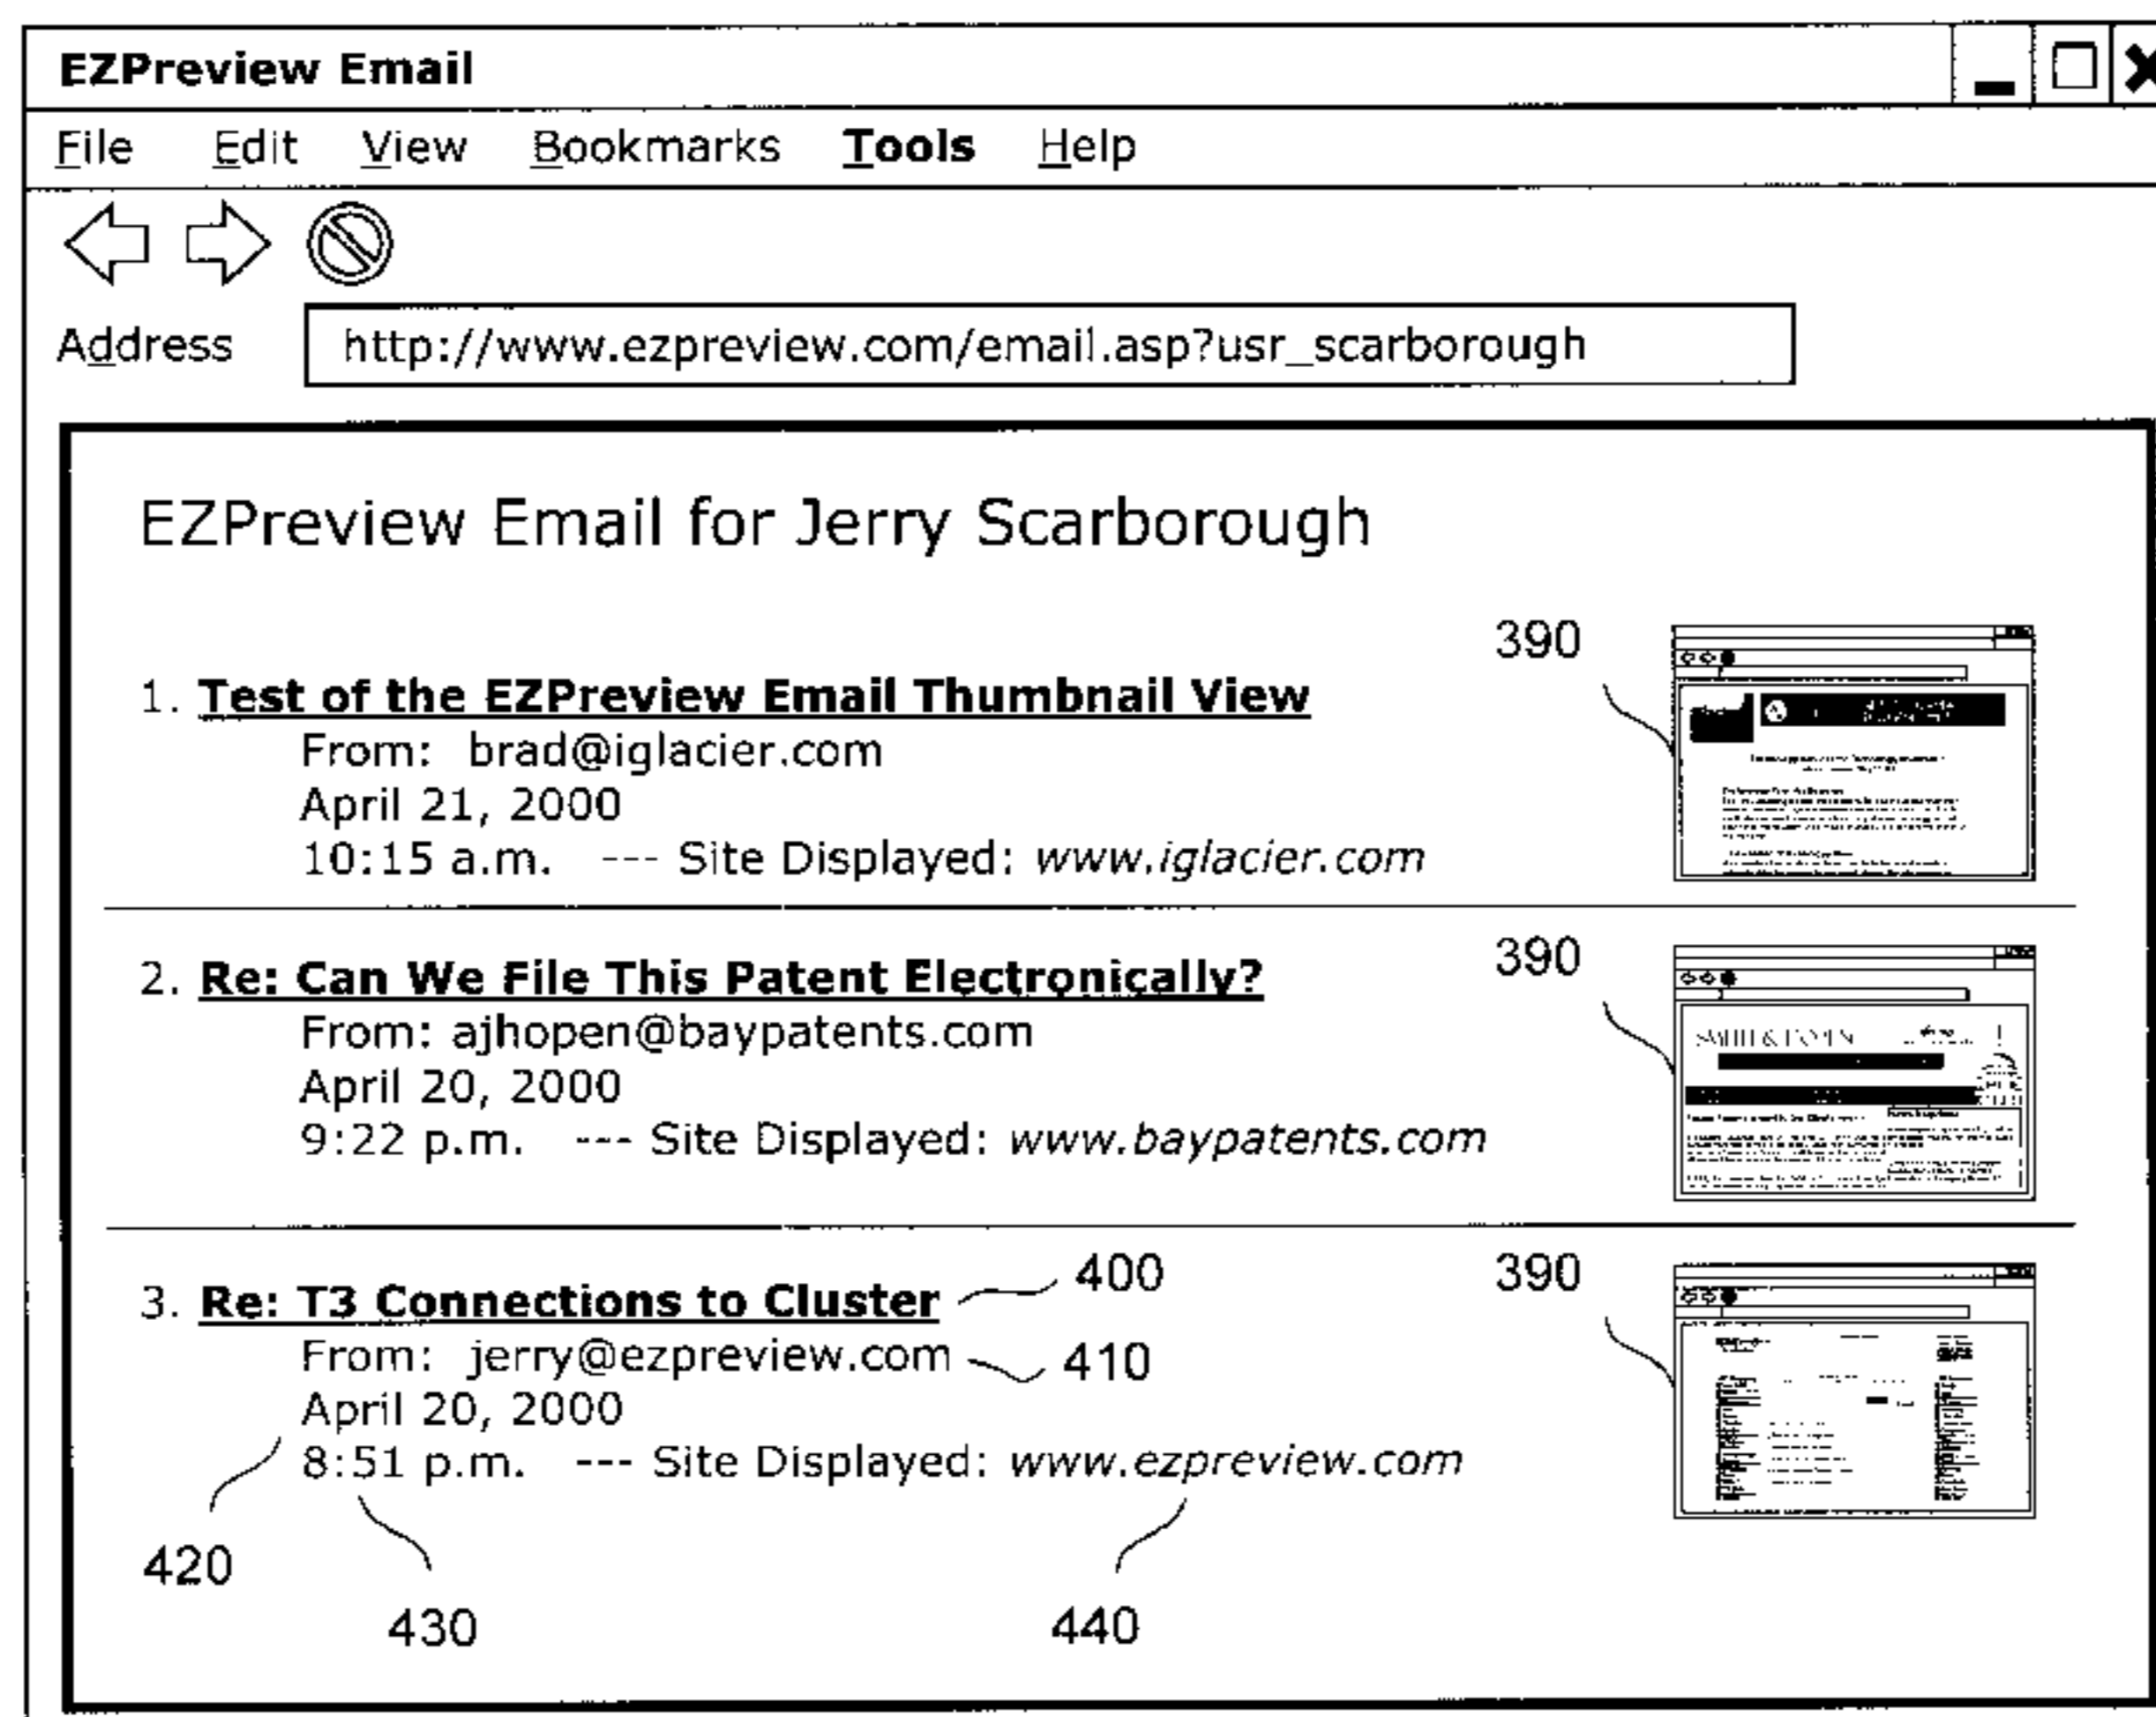 EZPreview Email
File Edit View Bookmarks Tools Help
Address http://www.ezpreview.com/email.asp?usr_scarborough
EZPreview Email for Jerry Scarborough
390
1. Test of the EZPreview Email Thumbnail View
From: brad@iglacier.com
April 21, 2000
10:15 a.m. --- Site Displayed: www.iglacier.com
390
2. Re: Can We File This Patent Electronically?
From: ajhopen@baypatents.com
April 20, 2000
9:22 p.m. --- Site Displayed: www.baypatents.com
390
3. Re: T3 Connections to Cluster 400
From: jerry@ezpreview.com 410
April 20, 2000
8:51 p.m. --- Site Displayed: www.ezpreview.com
420
430
440